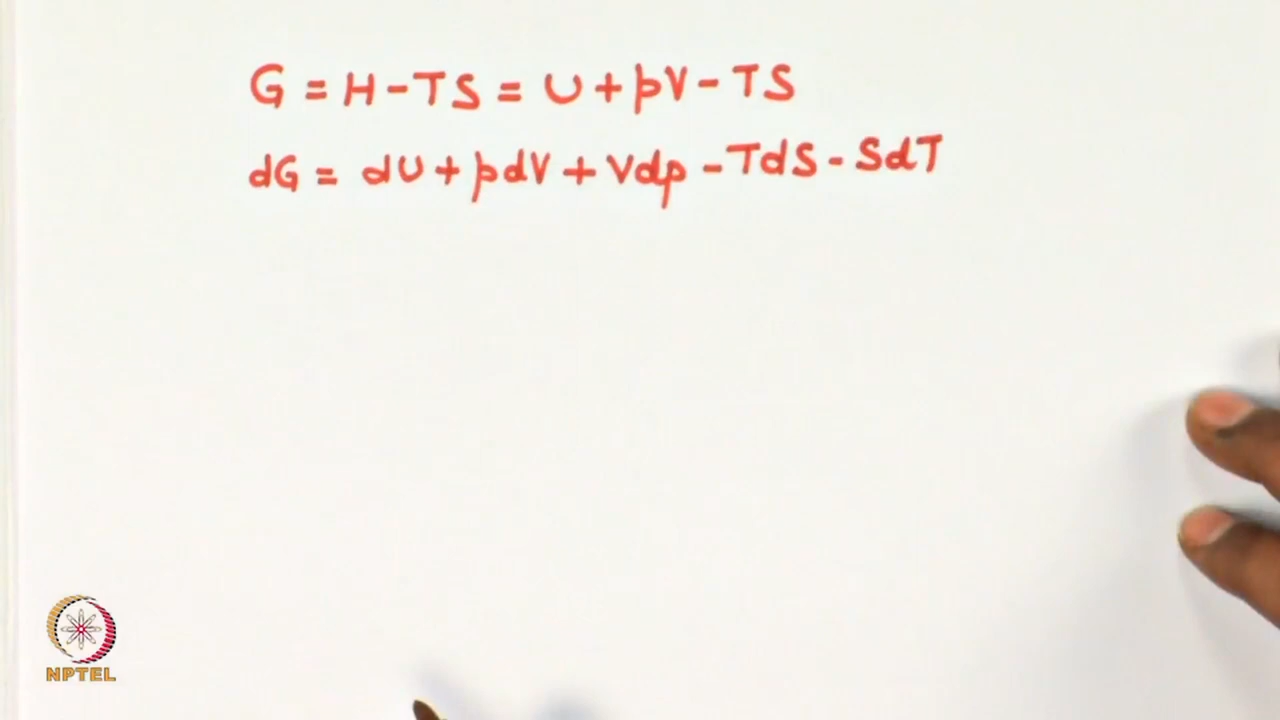 G = H - TS = U + pV - TS
dG = dU + pdV + Vdp - TdS - SdT
NPTEL